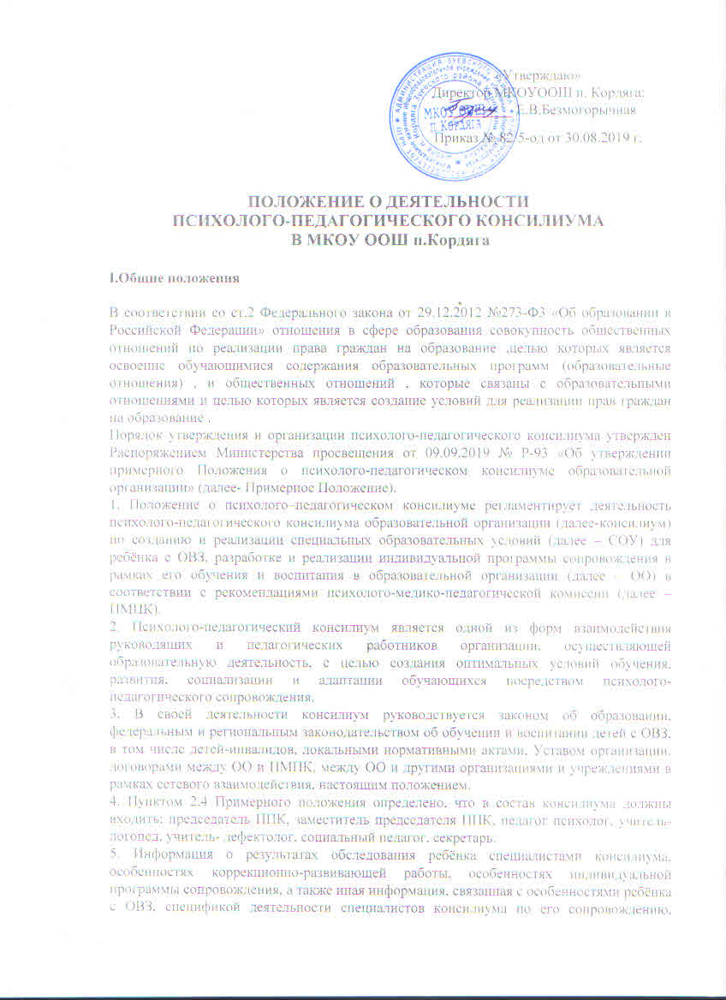 Утверждаю»
Директор МКОУООШ п. Кордяга:
Е.В.Безмогорычная
Приказ № 82/5-од от 30.08.2019 г.
МКОУ ООШ
п. КОРДЯГА
ПОЛОЖЕНИЕ О ДЕЯТЕЛЬНОСТИ
ПСИХОЛОГО-ПЕДАГОГИЧЕСКОГО КОНСИЛИУМА
В МКОУ ООШ п.Кордяга
I.Общие положения
В соответствии со ст.2 Федерального закона от 29.12.2012 №273-ФЗ «Об образовании в
Российской Федерации» отношения в сфере образования совокупность общественных
отношений по реализации права граждан на образование ,целью которых является
освоение обучающимися содержания образовательных программ (образовательные
отношения) , и общественных отношений , которые связаны с образовательными
отношениями и целью которых является создание условий для реализации прав граждан
на образование .
Порядок утверждения и организации психолого-педагогического консилиума утвержден
Распоряжением Министерства просвещения от 09.09.2019 № Р-93 «Об утверждении
примерного Положения о психолого-педагогическом консилиуме образовательной
организации» (далее- Примерное Положение).
1. Положение о психолого–педагогическом консилиуме регламентирует деятельность
психолого-педагогического консилиума образовательной организации (далее-консилиум)
по созданию и реализации специальных образовательных условий (далее – СОУ) для
ребёнка с ОВЗ, разработке и реализации индивидуальной программы сопровождения в
рамках его обучения и воспитания в образовательной организации (далее – ОО) в
соответствии с рекомендациями психолого-медико-педагогической комиссии (далее –
ПМПК).
2. Психолого-педагогический консилиум является одной из форм взаимодействия
руководящих и педагогических работников организации, осуществляющей
образовательную деятельность, с целью создания оптимальных условий обучения,
развития, социализации и адаптации обучающихся посредством психолого-
педагогического сопровождения.
3. В своей деятельности консилиум руководствуется законом об образовании,
федеральным и региональным законодательством об обучении и воспитании детей с ОВЗ,
в том числе детей-инвалидов, локальными нормативными актами, Уставом организации,
договорами между ОО и ПМПК, между ОО и другими организациями и учреждениями в
рамках сетевого взаимодействия, настоящим положением.
4. Пунктом 2.4 Примерного положения определено, что в состав консилиума должны
входить: председатель ППК, заместитель председателя ППК, педагог психолог, учитель-
логопед, учитель- дефектолог, социальный педагог, секретарь.
5. Информация о результатах обследования ребёнка специалистами консилиума,
особенностях коррекционно-развивающей работы, особенностях индивидуальной
программы сопровождения, а также иная информация, связанная с особенностями ребёнка
с ОВЗ, спецификой деятельности специалистов консилиума по его сопровождению,